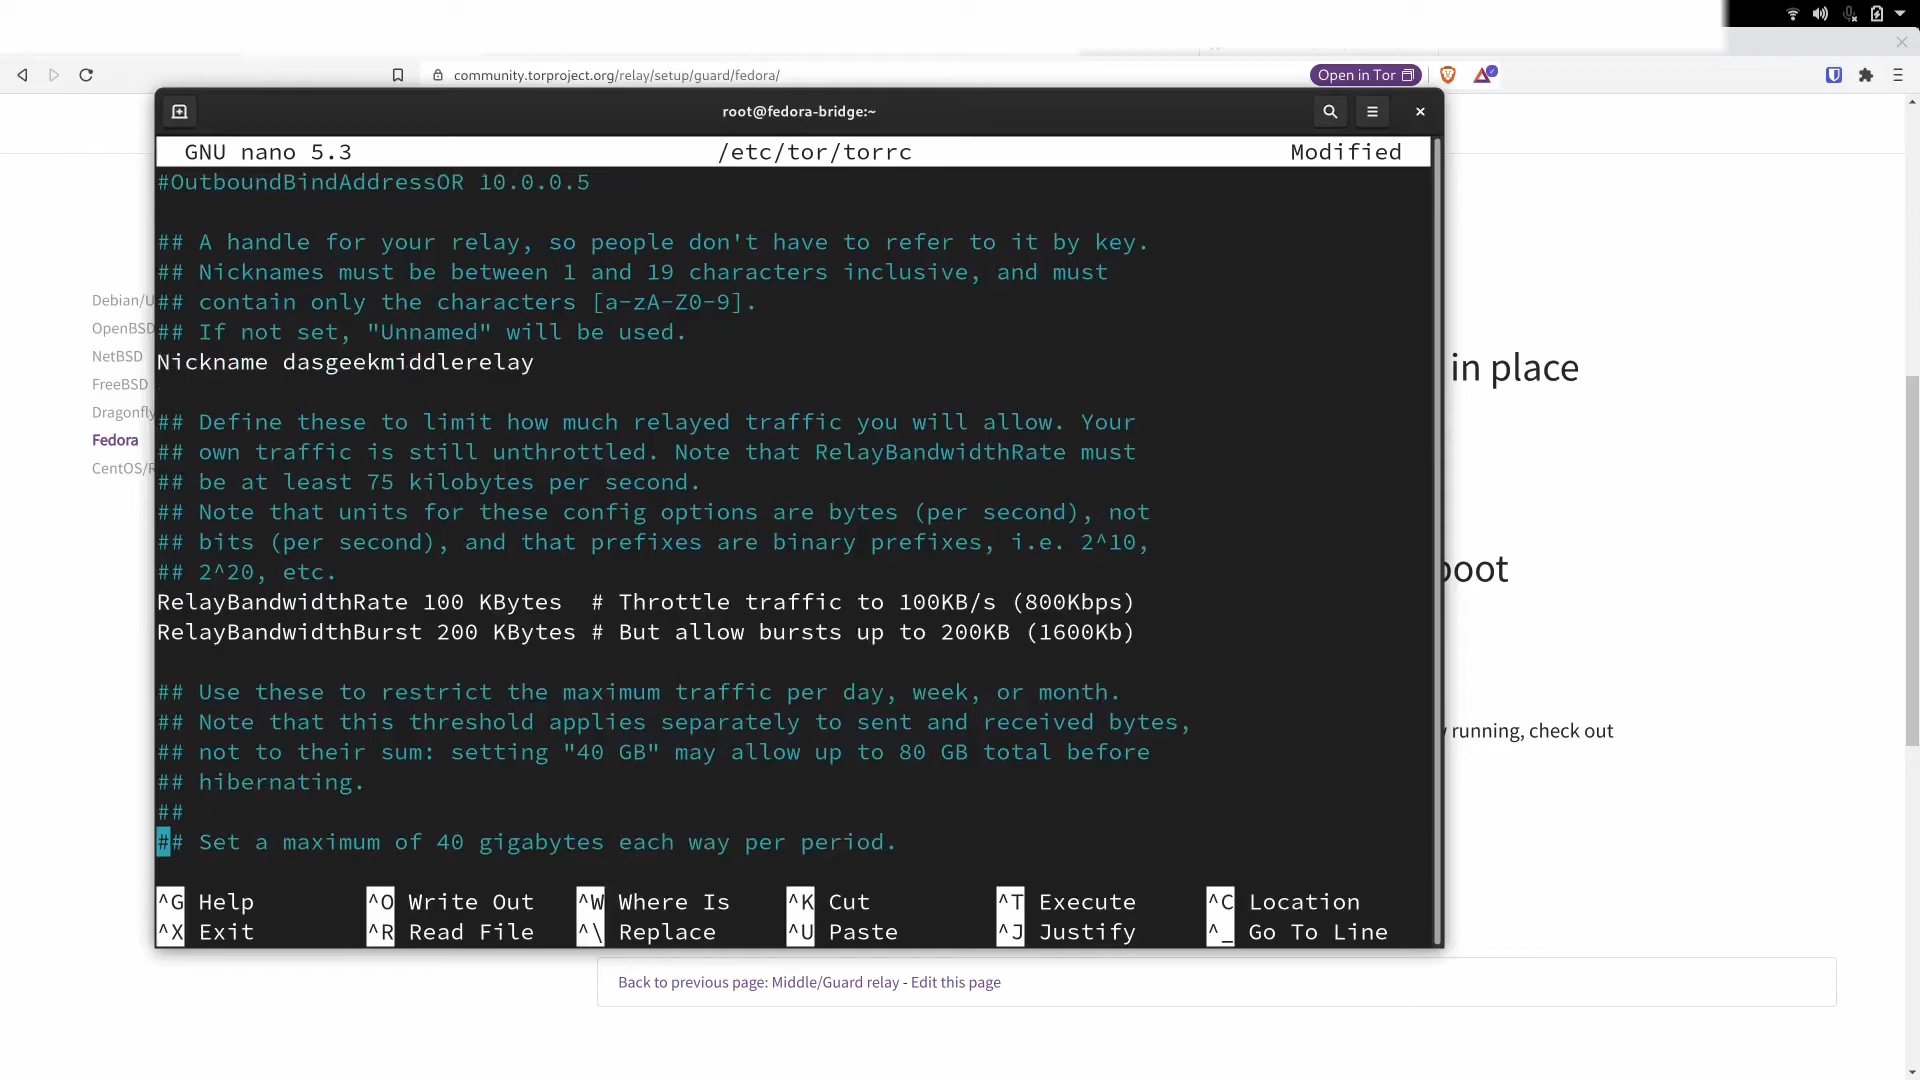 community.torproject.org/relay/setup/guard/fedora/
Open in Tor
root@fedora-bridge:~
GNU nano 5.3 /etc/tor/torrc Modified
#OutboundBindAddressOR 10.0.0.5
## A handle for your relay, so people don't have to refer to it by key.
## Nicknames must be between 1 and 19 characters inclusive, and must
## contain only the characters [a-zA-Z0-9].
## If not set, "Unnamed" will be used.
Nickname dasgeekmiddlerelay
## Define these to limit how much relayed traffic you will allow. Your
## own traffic is still unthrottled. Note that RelayBandwidthRate must
## be at least 75 kilobytes per second.
## Note that units for these config options are bytes (per second), not
## bits (per second), and that prefixes are binary prefixes, i.e. 2^10,
## 2^20, etc.
RelayBandwidthRate 100 KBytes # Throttle traffic to 100KB/s (800Kbps)
RelayBandwidthBurst 200 KBytes # But allow bursts up to 200KB (1600Kb)
## Use these to restrict the maximum traffic per day, week, or month.
## Note that this threshold applies separately to sent and received bytes,
## not to their sum: setting "40 GB" may allow up to 80 GB total before
## hibernating.
##
## Set a maximum of 40 gigabytes each way per period.
^G Help ^O Write Out ^W Where Is ^K Cut ^T Execute ^C Location
^X Exit ^R Read File ^\ Replace ^U Paste ^J Justify ^_ Go To Line
Debian/U
OpenBSD
NetBSD
FreeBSD
Dragonfly
Fedora
CentOS/R
in place
boot
running, check out
Back to previous page: Middle/Guard relay - Edit this page